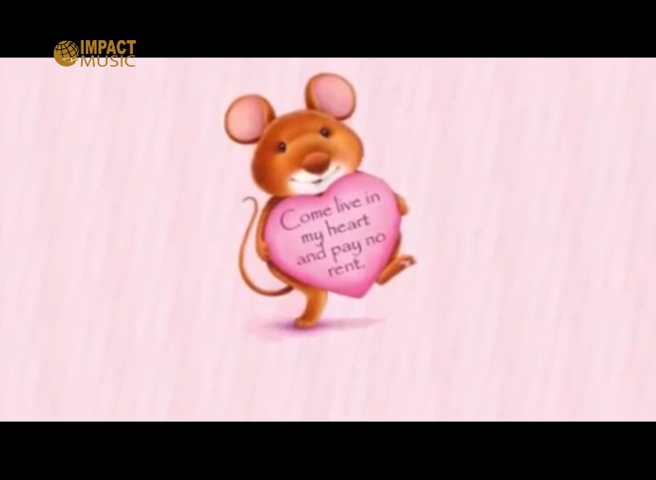 IMPACT
MUSIC
Come live in
my heart
and pay no
rent.